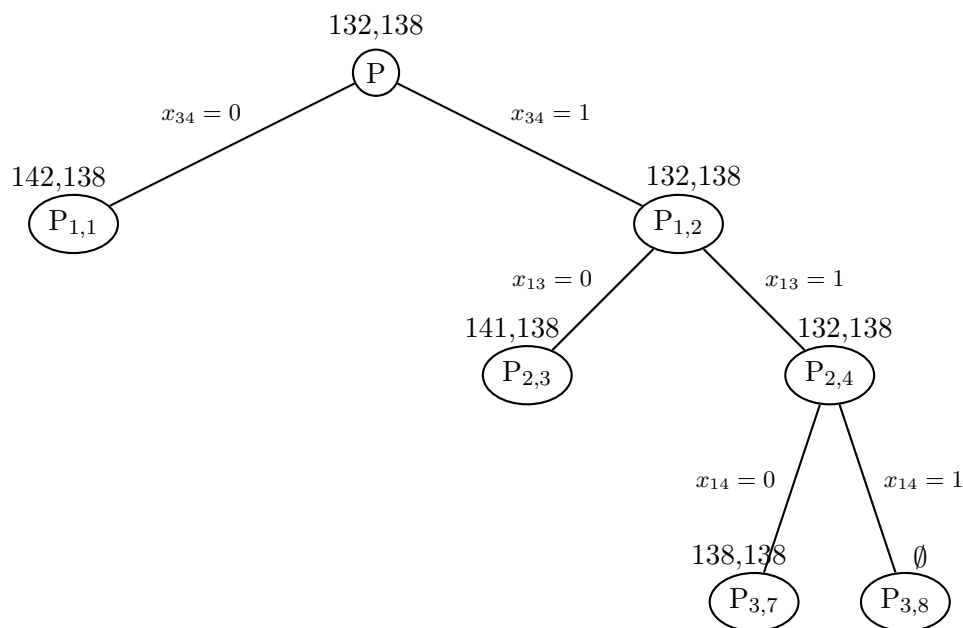 132,138
P
x34 = 0
x34 = 1
142,138
132,138
P1,1
P1,2
x13 = 0
x13 = 1
141,138
132,138
P2,3
P2,4
x14 = 0
x14 = 1
138,138
∅
P3,7
P3,8